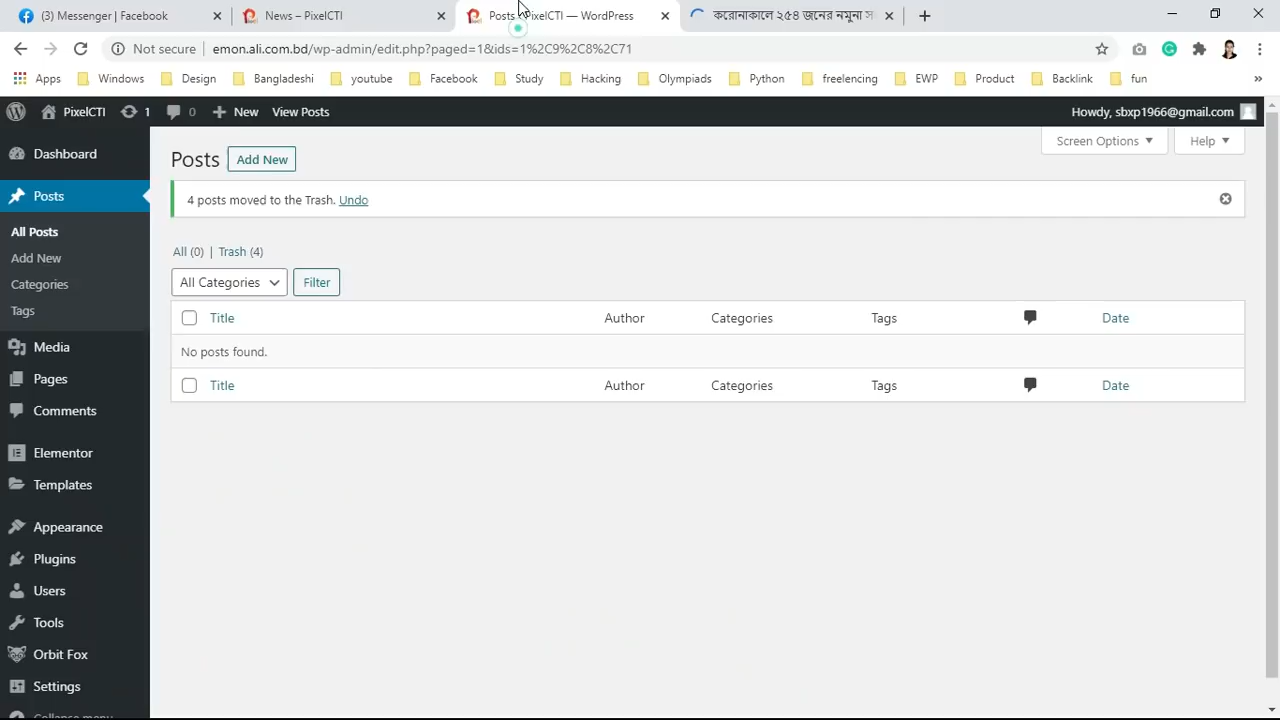 (3) Messenger | Facebook
News – PixelCTI
Posts PixelCTI — WordPress
করোনাকালে ২৫৪ জনের নমুনা সং
Not secure
emon.ali.com.bd/wp-admin/edit.php?paged=1&ids=1%2C9%2C8%2C71
Apps
Windows
Design
Bangladeshi
youtube
Facebook
Study
Hacking
Olympiads
Python
freelencing
EWP
Product
Backlink
fun
»
PixelCTI
1
0
New
View Posts
Howdy, sbxp1966@gmail.com
Dashboard
Posts
All Posts
Add New
Categories
Tags
Media
Pages
Comments
Elementor
Templates
Appearance
Plugins
Users
Tools
Orbit Fox
Settings
Collapse menu
Screen Options
Help
Posts
Add New
4 posts moved to the Trash. Undo
All (0) | Trash (4)
All Categories
Filter
Title Author Categories Tags Date
No posts found.
Title Author Categories Tags Date